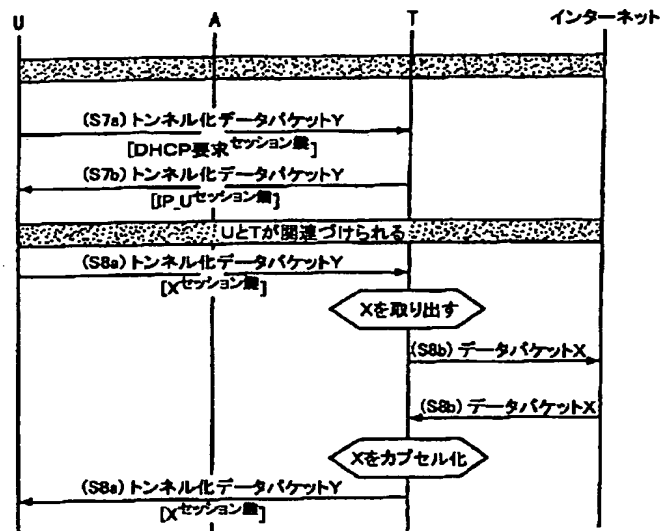 U A T インターネット
(S7a) トンネル化データパケットY
[DHCP要求セッション鍵]
(S7b) トンネル化データパケットY
[IP_Uセッション鍵]
UとTが関連づけられる
(S8a) トンネル化データパケットY
[Xセッション鍵]
Xを取り出す
(S8b) データパケットX
(S8b) データパケットX
Xをカプセル化
(S8a) トンネル化データパケットY
[Xセッション鍵]